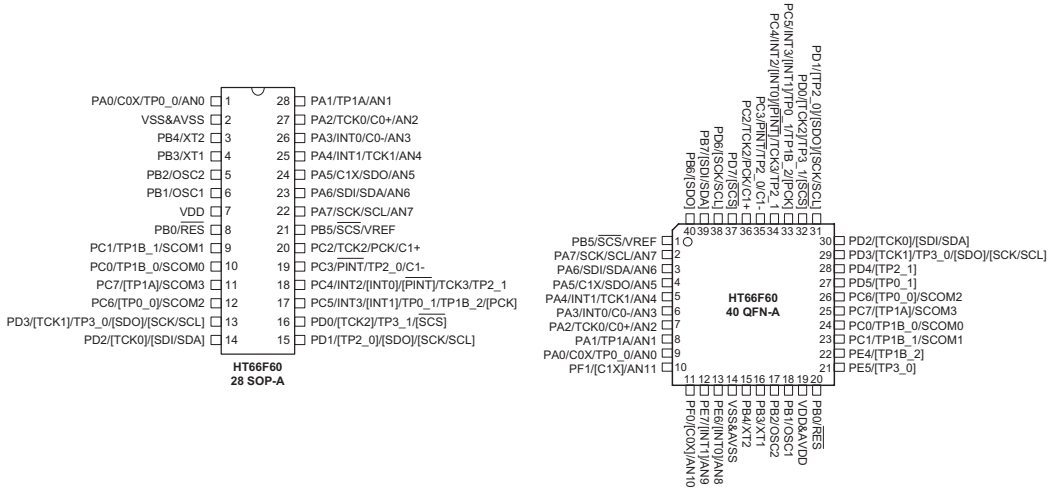 PA0/C0X/TP0_0/AN0 1
VSS&AVSS 2
PB4/XT2 3
PB3/XT1 4
PB2/OSC2 5
PB1/OSC1 6
VDD 7
PB0/RES 8
PC1/TP1B_1/SCOM1 9
PC0/TP1B_0/SCOM0 10
PC7/[TP1A]/SCOM3 11
PC6/[TP0_0]/SCOM2 12
PD3/[TCK1]/TP3_0/[SDO]/[SCK/SCL] 13
PD2/[TCK0]/[SDI/SDA] 14
28 PA1/TP1A/AN1
27 PA2/TCK0/C0+/AN2
26 PA3/INT0/C0-/AN3
25 PA4/INT1/TCK1/AN4
24 PA5/C1X/SDO/AN5
23 PA6/SDI/SDA/AN6
22 PA7/SCK/SCL/AN7
21 PB5/SCS/VREF
20 PC2/TCK2/PCK/C1+
19 PC3/PINT/TP2_0/C1-
18 PC4/INT2/[INT0]/[PINT]/TCK3/TP2_1
17 PC5/INT3/[INT1]/TP0_1/TP1B_2/[PCK]
16 PD0/[TCK2]/TP3_1/[SCS]
15 PD1/[TP2_0]/[SDO]/[SCK/SCL]
HT66F60
28 SOP-A
PB6/[SDO] 40
PB7/[SDI/SDA] 39
PD6/[SCK/SCL] 38
PD7/[SCS] 37
PC2/TCK2/PCK/C1+ 36
PC3/PINT/TP2_0/C1- 35
PC4/INT2/[INT0]/[PINT]/TCK3/TP2_1 34
PC5/INT3/[INT1]/TP0_1/TP1B_2/[PCK] 33
PD0/[TCK2]/TP3_1/[SCS] 32
PD1/[TP2_0]/[SDO]/[SCK/SCL] 31
PB5/SCS/VREF 1
PA7/SCK/SCL/AN7 2
PA6/SDI/SDA/AN6 3
PA5/C1X/SDO/AN5 4
PA4/INT1/TCK1/AN4 5
PA3/INT0/C0-/AN3 6
PA2/TCK0/C0+/AN2 7
PA1/TP1A/AN1 8
PA0/C0X/TP0_0/AN0 9
PF1/[C1X]/AN11 10
HT66F60
40 QFN-A
30 PD2/[TCK0]/[SDI/SDA]
29 PD3/[TCK1]/TP3_0/[SDO]/[SCK/SCL]
28 PD4/[TP2_1]
27 PD5/[TP0_1]
26 PC6/[TP0_0]/SCOM2
25 PC7/[TP1A]/SCOM3
24 PC0/TP1B_0/SCOM0
23 PC1/TP1B_1/SCOM1
22 PE4/[TP1B_2]
21 PE5/[TP3_0]
11 PF0/[C0X]/AN10
12 PE7/[INT1]/AN9
13 PE6/[INT0]/AN8
14 VSS&AVSS
15 PB4/XT2
16 PB3/XT1
17 PB2/OSC2
18 PB1/OSC1
19 VDD&AVDD
20 PB0/RES